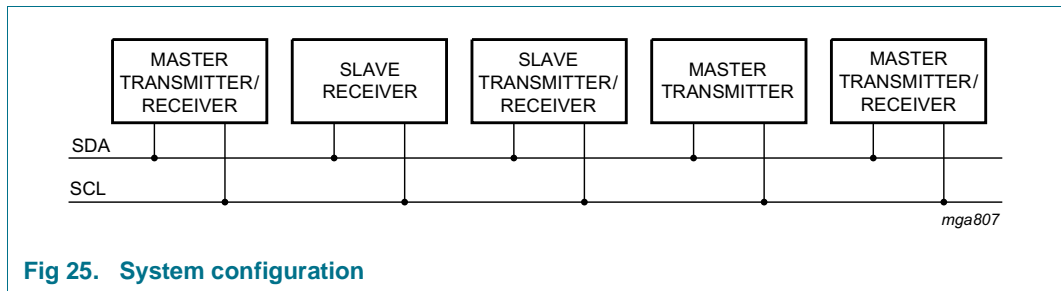 MASTER
TRANSMITTER/
RECEIVER
SLAVE
RECEIVER
SLAVE
TRANSMITTER/
RECEIVER
MASTER
TRANSMITTER
MASTER
TRANSMITTER/
RECEIVER
SDA
SCL
mga807
Fig 25. System configuration